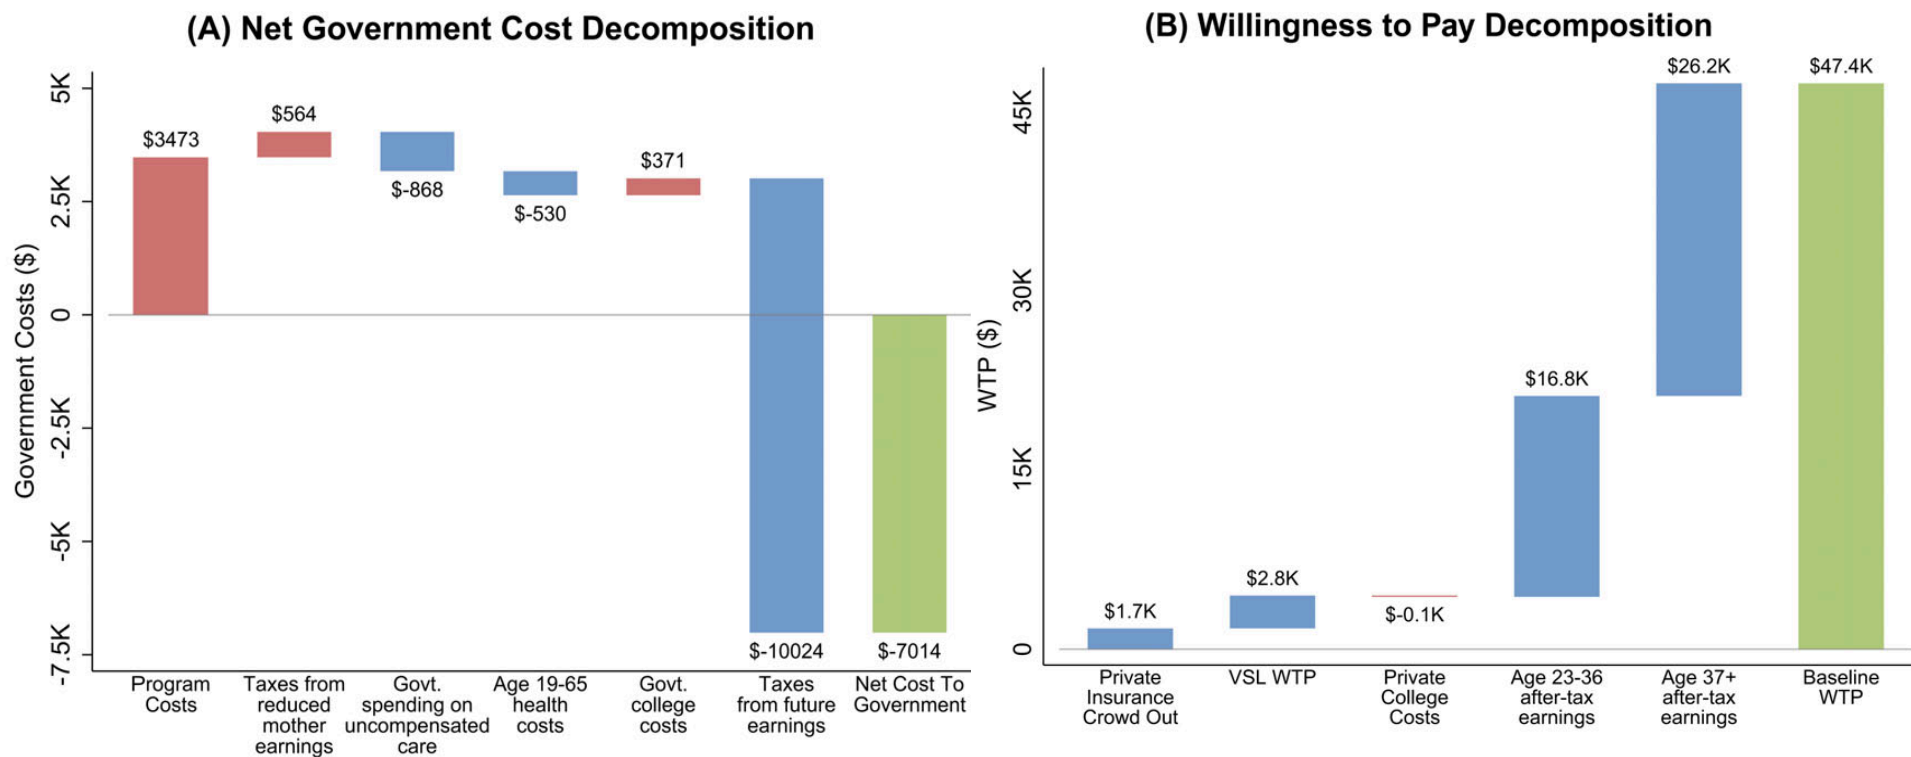 (A) Net Government Cost Decomposition
Government Costs ($)
5K
2.5K
0
-2.5K
-5K
-7.5K
$3473
$564
$-868
$-530
$371
$-10024
$-7014
Program
Costs
Taxes from
reduced
mother
earnings
Govt.
spending on
uncompensated
care
Age 19-65
health
costs
Govt.
college
costs
Taxes
from future
earnings
Net Cost To
Government
(B) Willingness to Pay Decomposition
WTP ($)
45K
30K
15K
0
$1.7K
$2.8K
$-0.1K
$16.8K
$26.2K
$47.4K
Private
Insurance
Crowd Out
VSL WTP
Private
College
Costs
Age 23-36
after-tax
earnings
Age 37+
after-tax
earnings
Baseline
WTP